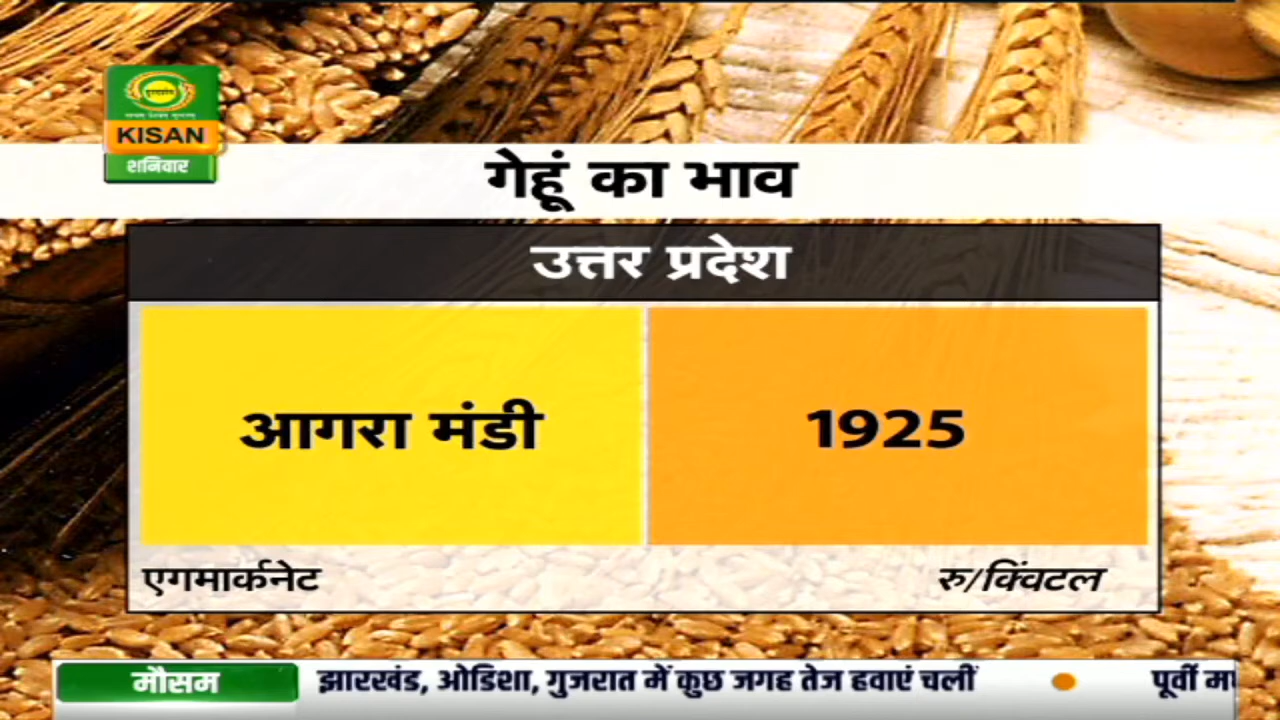 KISAN
शनिवार
गेहूं का भाव
उत्तर प्रदेश
आगरा मंडी
1925
एगमार्कनेट
रु/क्विंटल
मौसम
झारखंड, ओडिशा, गुजरात में कुछ जगह तेज हवाएं चलीं
पूर्वी